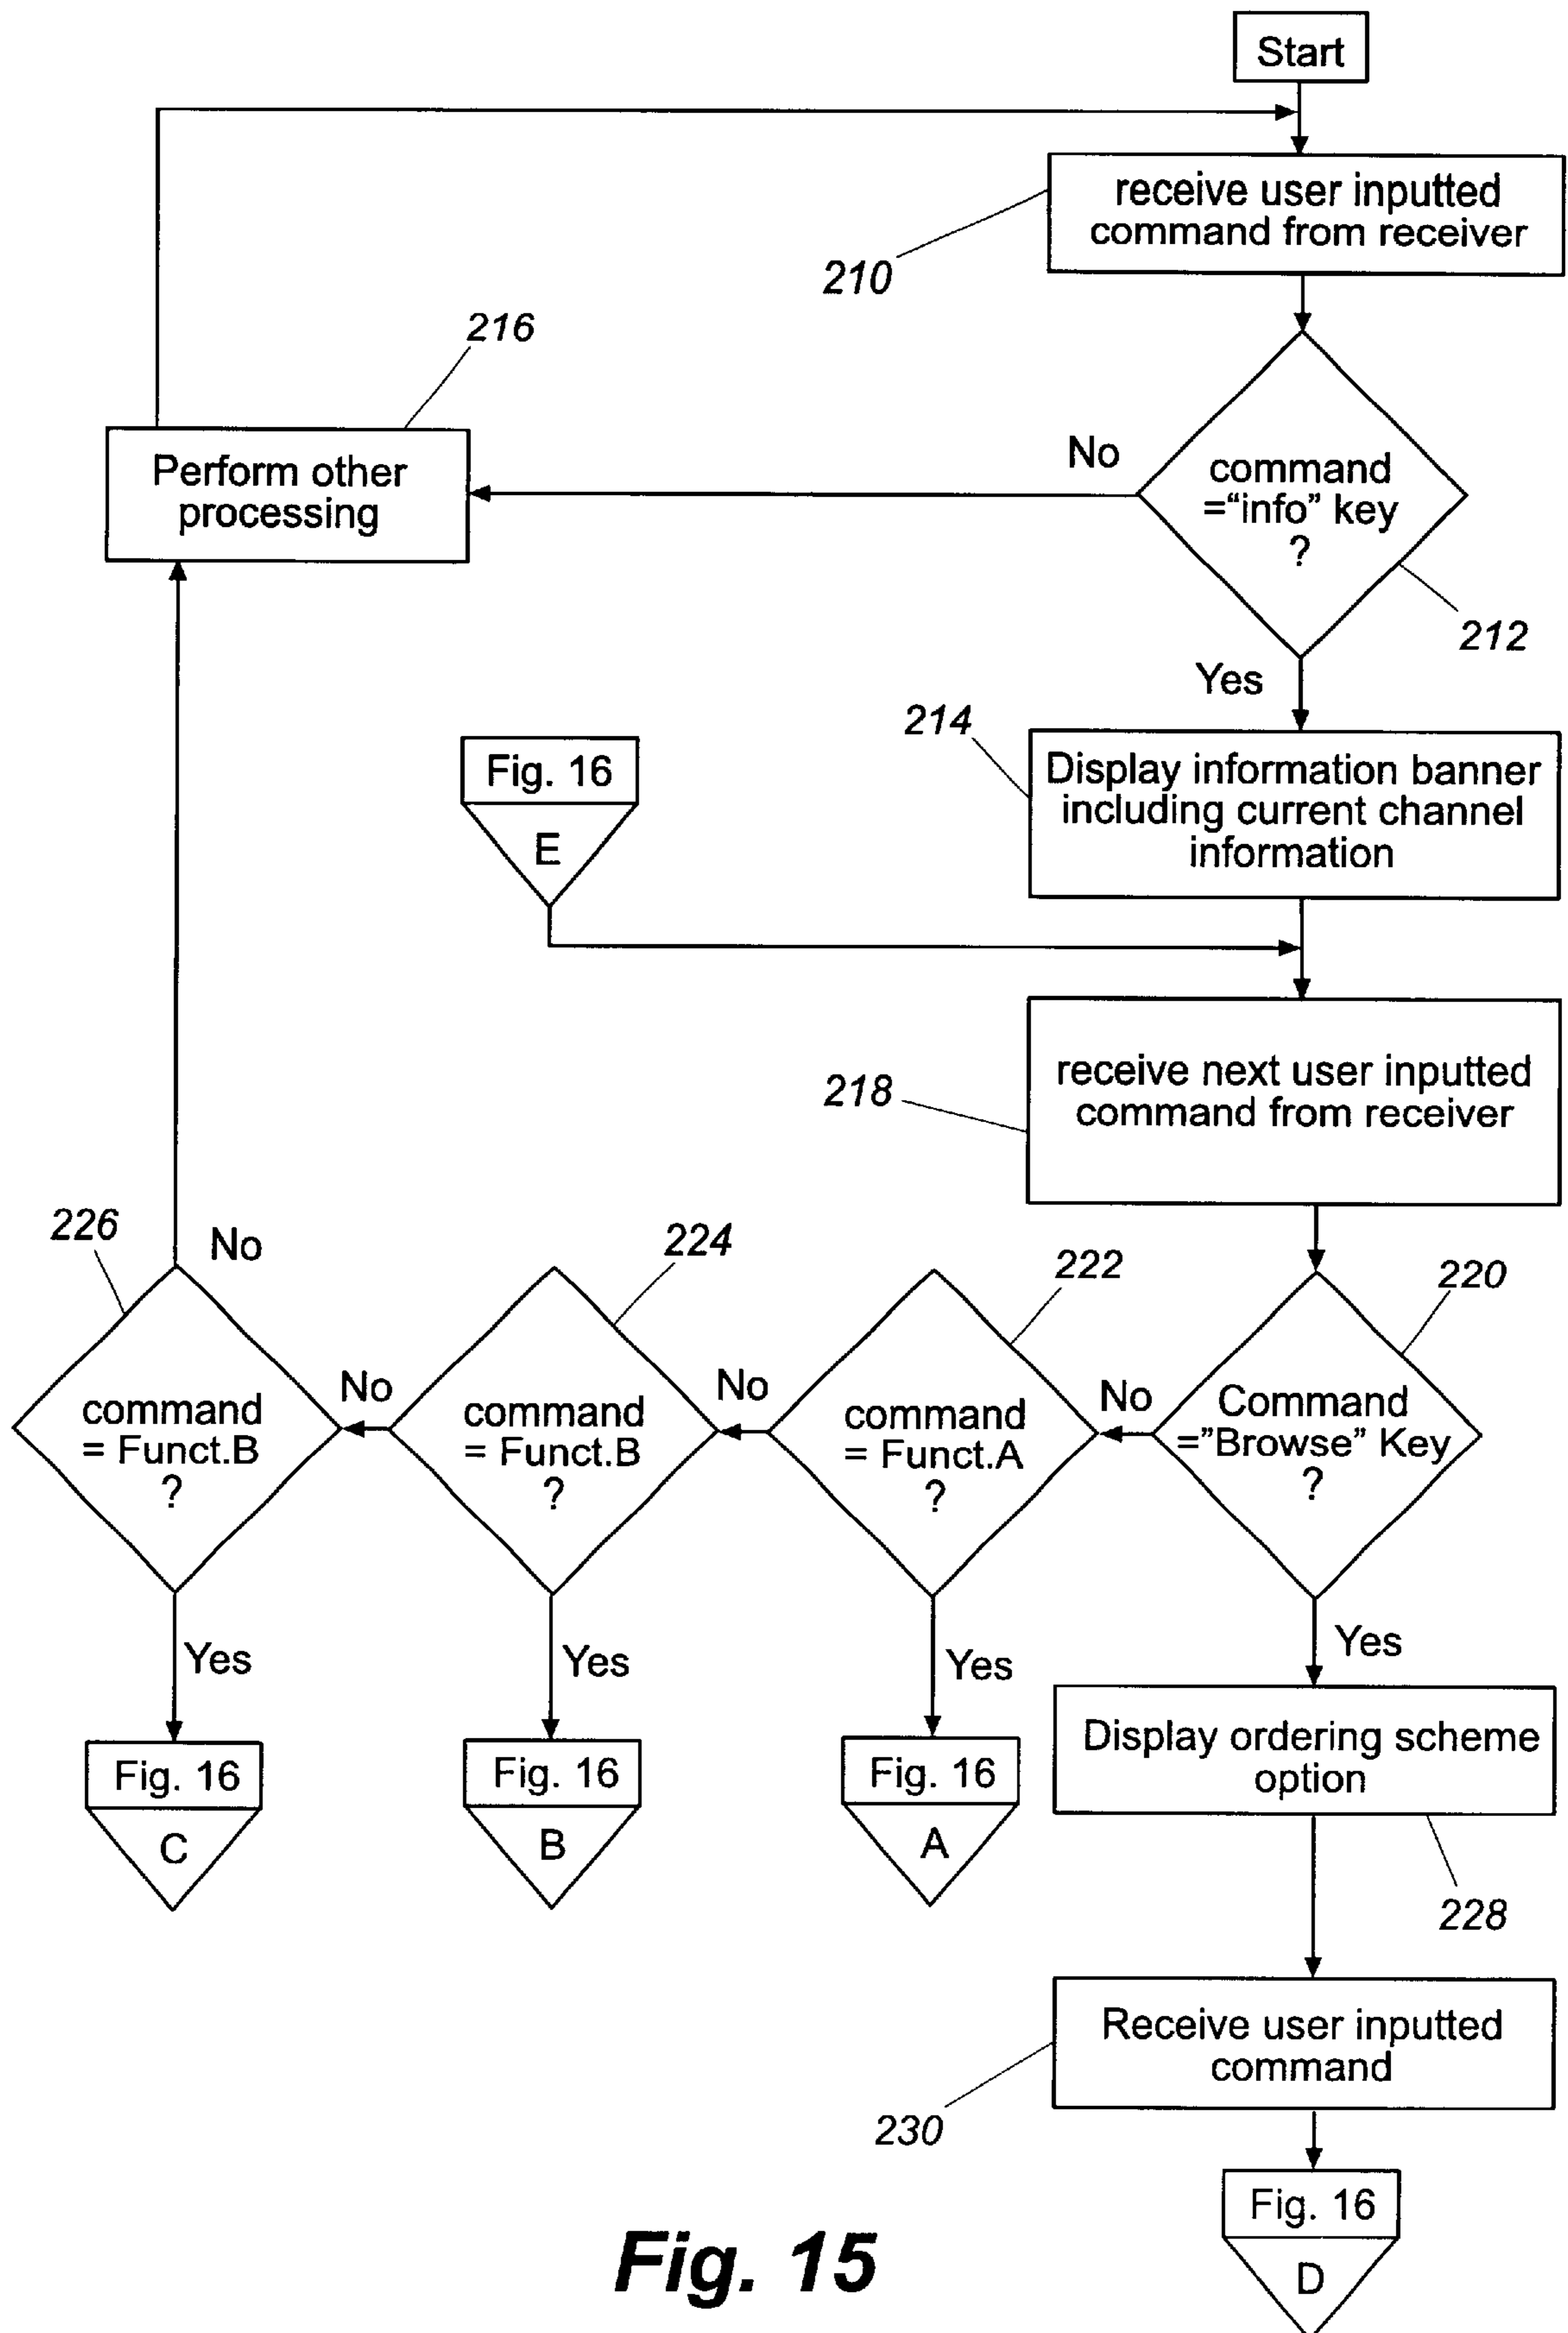 Start
receive user inputted
command from receiver
210
216
Perform other
processing
No
command
=“info” key
?
212
Yes
214
Display information banner
including current channel
information
Fig. 16
E
218
receive next user inputted
command from receiver
226
No
224
222
220
command
= Funct.B
?
No
command
= Funct.B
?
No
command
= Funct.A
?
No
Command
=”Browse” Key
?
Yes
Yes
Yes
Yes
Fig. 16
C
Fig. 16
B
Fig. 16
A
Display ordering scheme
option
228
Receive user inputted
command
230
Fig. 16
D
Fig. 15